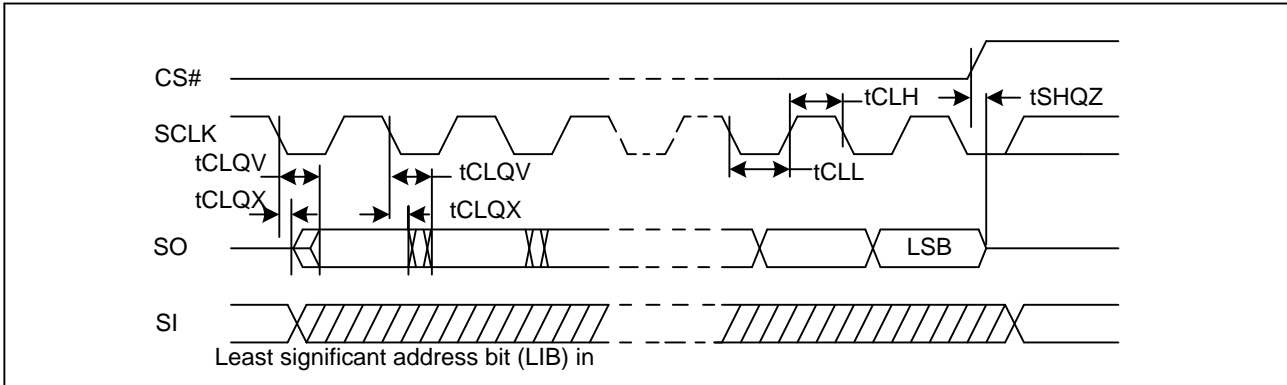 CS#
tCLH
tSHQZ
SCLK
tCLQV
tCLQV
tCLL
tCLQX
tCLQX
SO
LSB
SI
Least significant address bit (LIB) in